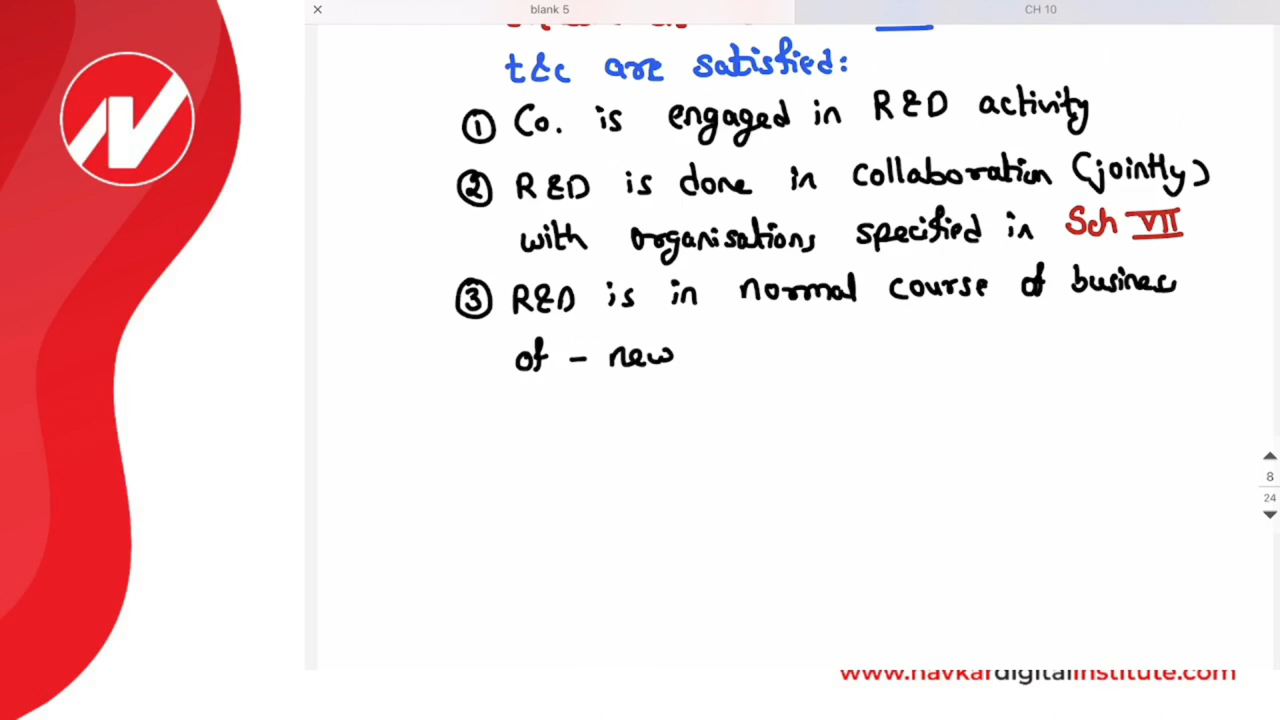 blank 5
CH 10
t&c are satisfied:
① Co. is engaged in R&D activity
② R&D is done in collaboration (jointly)
with organisations specified in Sch VII
③ R&D is in normal course of busines
of - new
8
24
www.navkardigitalinstitute.com